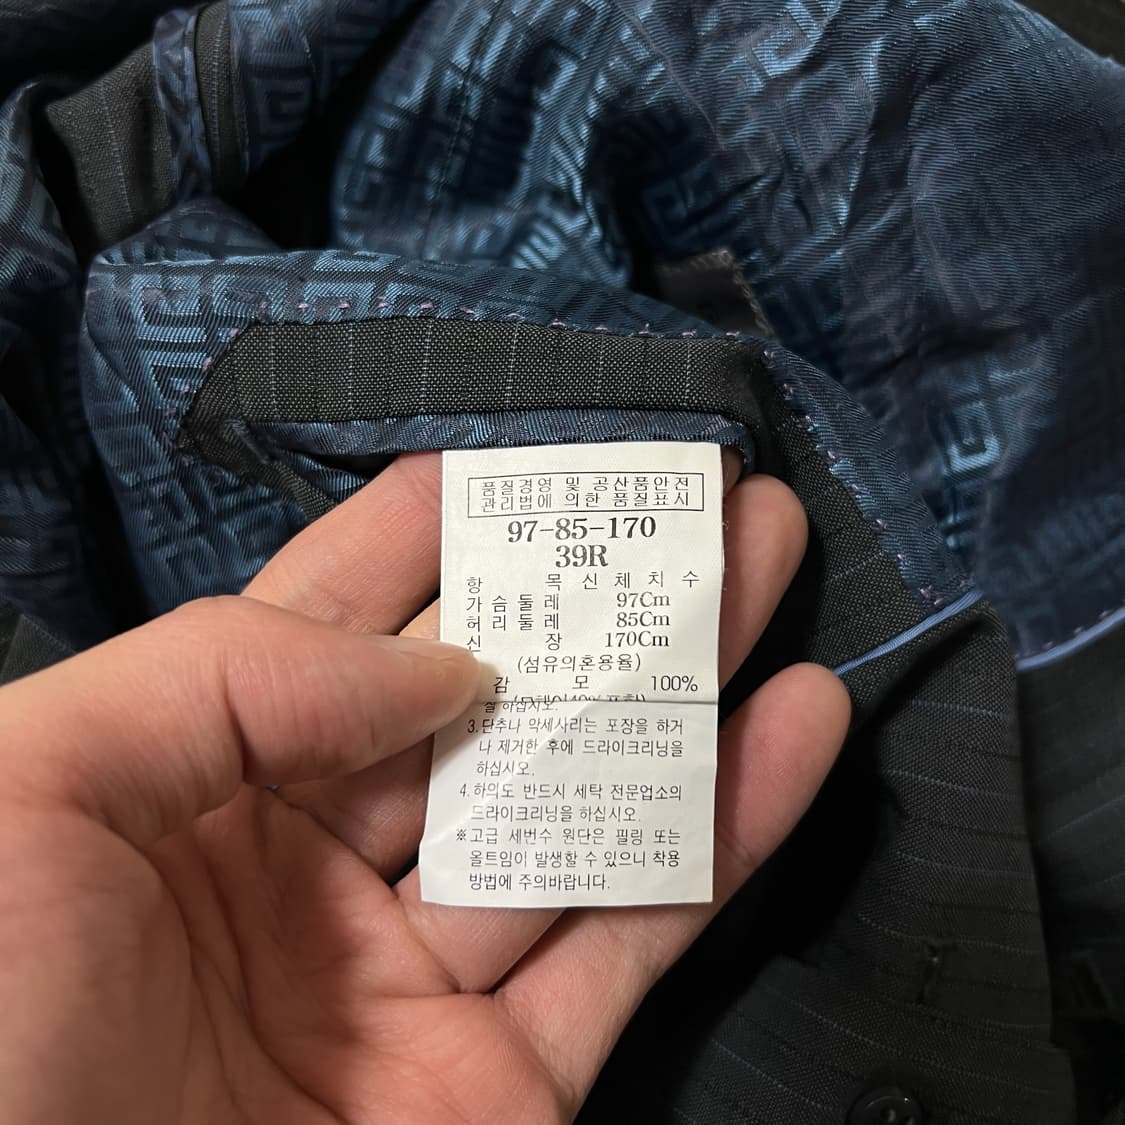 품질경영 및 공산품안전
관리법에 의한 품질표시
97-85-170
39R
항 목 신 체 치 수
가 슴 둘 레 97Cm
허 리 둘 레 85Cm
신 장 170Cm
(섬유의혼용율)
감 모 100%
하십시오.
3.단추나 악세사리는 포장을 하거
나 제거한 후에 드라이크리닝을
하십시오.
4.하의도 반드시 세탁 전문업소의
드라이크리닝을 하십시오.
※고급 세번수 원단은 필링 또는
올트임이 발생할 수 있으니 착용
방법에 주의바랍니다.